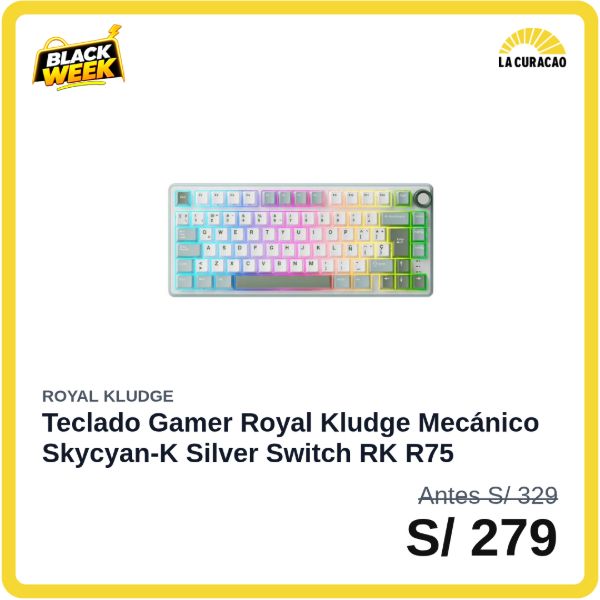 BLACK
WEEK
LA CURACAO
ROYAL KLUDGE
Teclado Gamer Royal Kludge Mecánico
Skycyan-K Silver Switch RK R75
Antes S/ 329
S/ 279